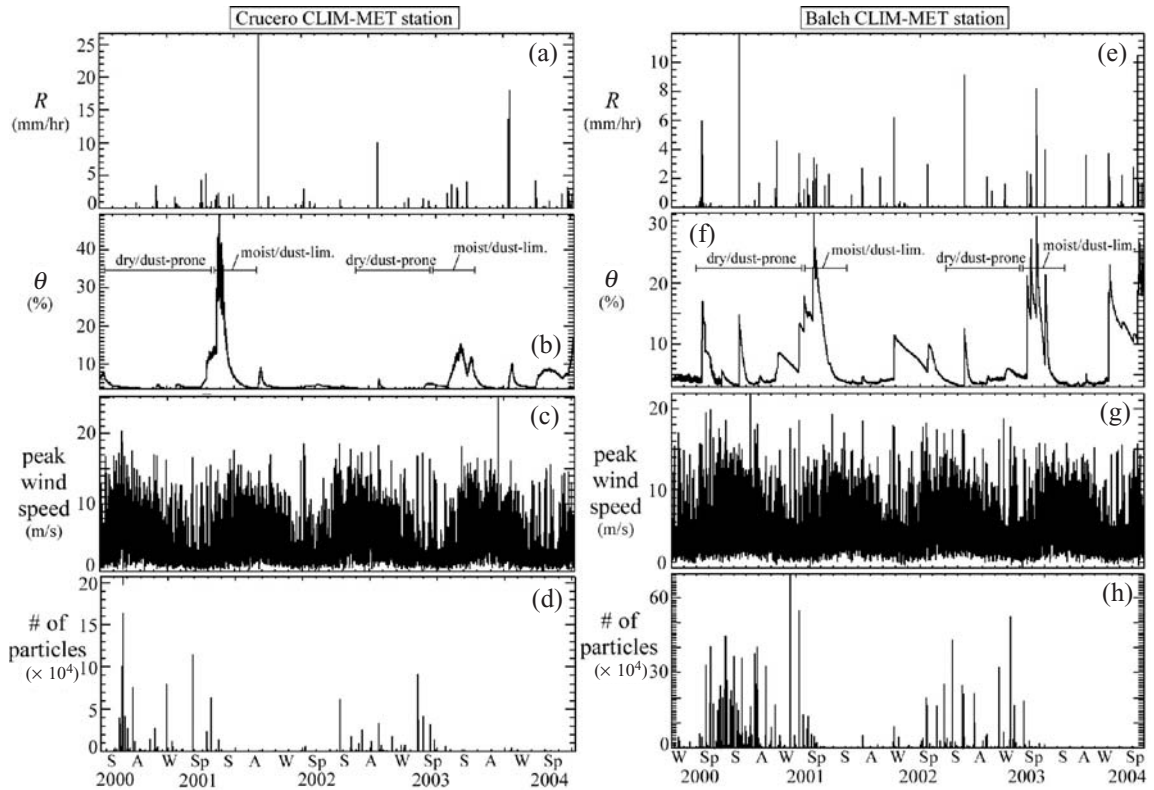 Crucero CLIM-MET station
(a)
R
(mm/hr)
25
20
15
10
5
0
(b)
θ
(%)
40
30
20
10
dry/dust-prone
moist/dust-lim.
dry/dust-prone
moist/dust-lim.
(c)
peak
wind
speed
(m/s)
20
10
0
(d)
# of
particles
(× 10⁴)
20
15
10
5
0
S A W Sp S A W Sp S A W Sp S A W Sp
2000 2001 2002 2003 2004
Balch CLIM-MET station
(e)
R
(mm/hr)
10
8
6
4
2
0
(f)
θ
(%)
30
20
10
dry/dust-prone
moist/dust-lim.
dry/dust-prone
moist/dust-lim.
(g)
peak
wind
speed
(m/s)
20
10
0
(h)
# of
particles
(× 10⁴)
60
30
0
W Sp S A W Sp S A W Sp S A W Sp S A W Sp
2000 2001 2002 2003 2004